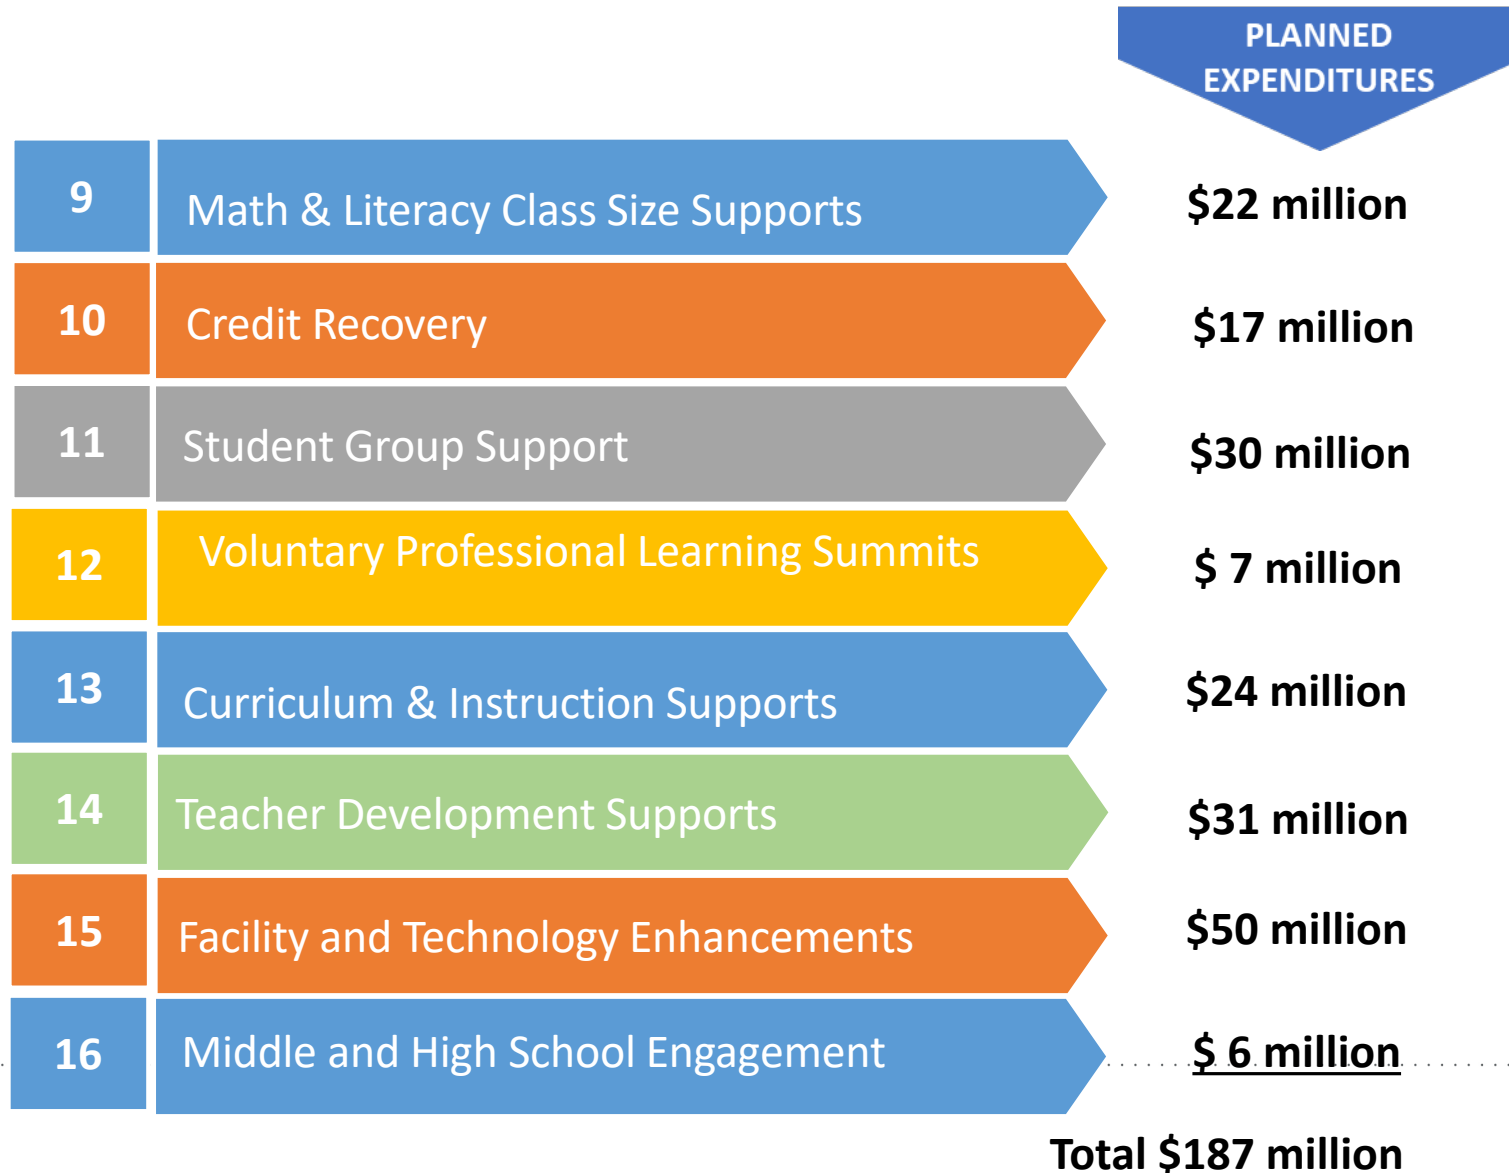 PLANNED
EXPENDITURES
9 Math & Literacy Class Size Supports $22 million
10 Credit Recovery $17 million
11 Student Group Support $30 million
12 Voluntary Professional Learning Summits $ 7 million
13 Curriculum & Instruction Supports $24 million
14 Teacher Development Supports $31 million
15 Facility and Technology Enhancements $50 million
16 Middle and High School Engagement $ 6 million
Total $187 million